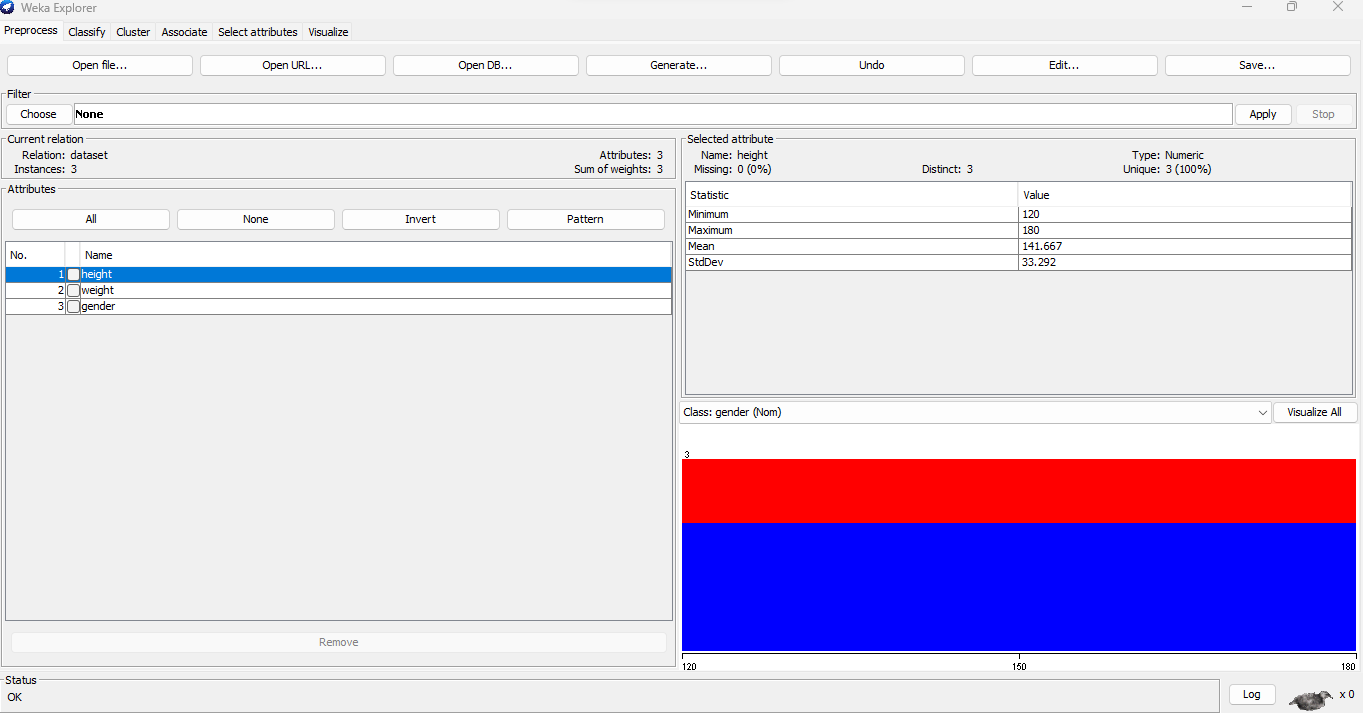 Weka Explorer
Preprocess Classify Cluster Associate Select attributes Visualize
Open file... Open URL... Open DB... Generate... Undo Edit... Save...
Filter
Choose None Apply Stop
Current relation
Relation: dataset Attributes: 3
Instances: 3 Sum of weights: 3
Attributes
All None Invert Pattern
No. Name
1 height
2 weight
3 gender
Remove
Selected attribute
Name: height Type: Numeric
Missing: 0 (0%) Distinct: 3 Unique: 3 (100%)
Statistic Value
Minimum 120
Maximum 180
Mean 141.667
StdDev 33.292
Class: gender (Nom) Visualize All
3
120 150 180
Status
OK Log x 0